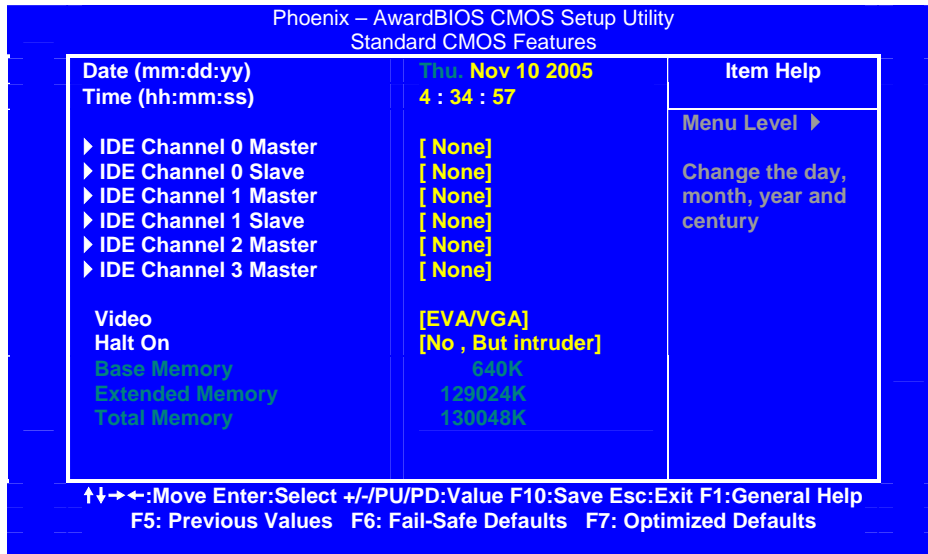 Phoenix – AwardBIOS CMOS Setup Utility
Standard CMOS Features
Date (mm:dd:yy) Thu. Nov 10 2005 Item Help
Time (hh:mm:ss) 4 : 34 : 57
Menu Level
IDE Channel 0 Master [ None]
IDE Channel 0 Slave [ None] Change the day,
IDE Channel 1 Master [ None] month, year and
IDE Channel 1 Slave [ None] century
IDE Channel 2 Master [ None]
IDE Channel 3 Master [ None]
Video [EVA/VGA]
Halt On [No , But intruder]
Base Memory 640K
Extended Memory 129024K
Total Memory 130048K
↑↓→←:Move Enter:Select +/-/PU/PD:Value F10:Save Esc:Exit F1:General Help
F5: Previous Values F6: Fail-Safe Defaults F7: Optimized Defaults